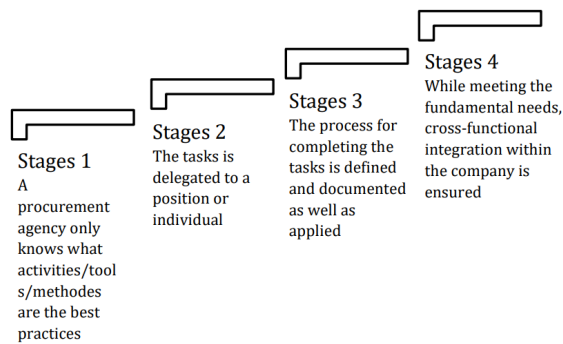 Stages 1
A
procurement
agency only
knows what
activities/tool
s/methodes
are the best
practices
Stages 2
The tasks is
delegated to a
position or
individual
Stages 3
The process for
completing the
tasks is defined
and documented
as well as
applied
Stages 4
While meeting the
fundamental needs,
cross-functional
integration within
the company is
ensured